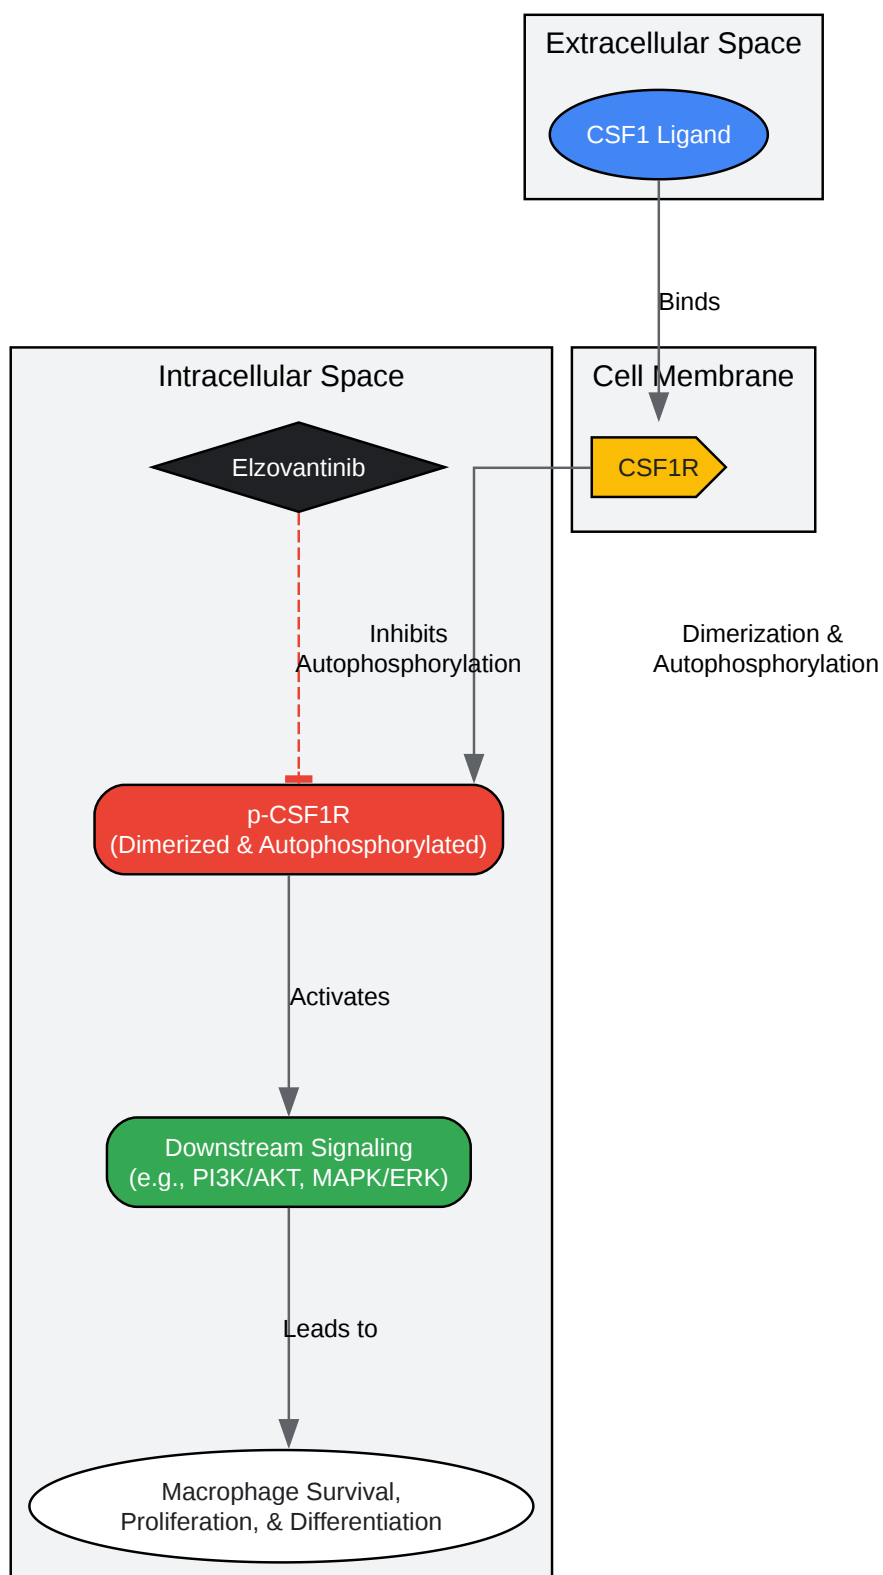 Extracellular Space
CSF1 Ligand
Binds
Intracellular Space
Cell Membrane
Elzovantinib
CSF1R
Inhibits
Autophosphorylation
Dimerization &
Autophosphorylation
p-CSF1R
(Dimerized & Autophosphorylated)
Activates
Downstream Signaling
(e.g., PI3K/AKT, MAPK/ERK)
Leads to
Macrophage Survival,
Proliferation, & Differentiation